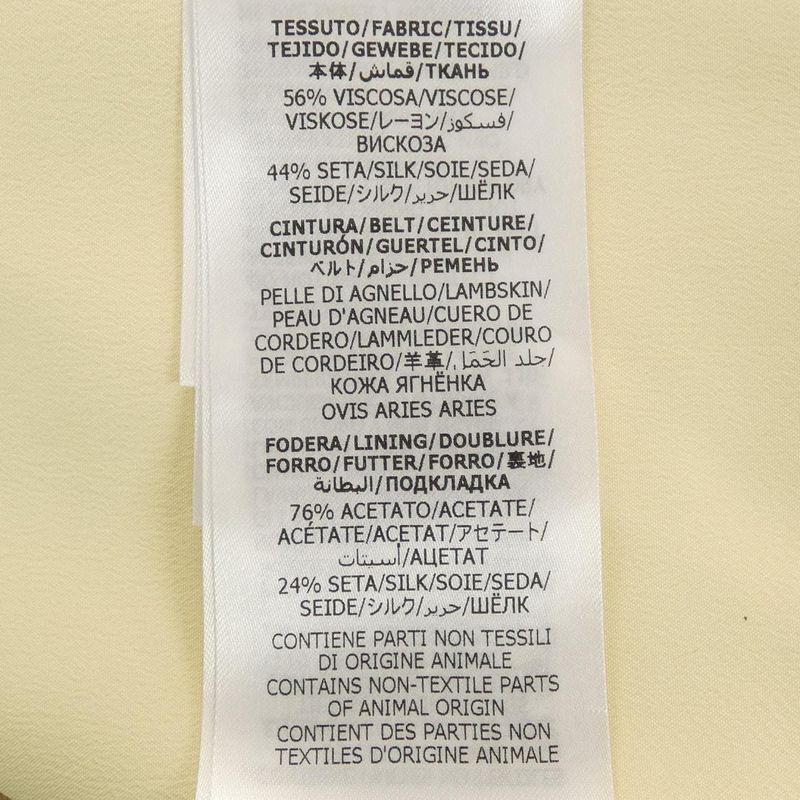 TESSUTO/FABRIC/TISSU/
TEJIDO/GEWEBE/TECIDO/
本体/قماش/ТКАНЬ
56% VISCOSA/VISCOSE/
VISKOSE/レーヨン/فسكوز/
ВИСКОЗА
44% SETA/SILK/SOIE/SEDA/
SEIDE/シルク/حرير/ШЁЛК
CINTURA/BELT/CEINTURE/
CINTURÓN/GUERTEL/CINTO/
ベルト/حزام/РЕМЕНЬ
PELLE DI AGNELLO/LAMBSKIN/
PEAU D'AGNEAU/CUERO DE
CORDERO/LAMMLEDER/COURO
DE CORDEIRO/羊革/جلد الحَمَل/
КОЖА ЯГНЁНКА
OVIS ARIES ARIES
FODERA/LINING/DOUBLURE/
FORRO/FUTTER/FORRO/裏地/
البطانة/ПОДКЛАДКА
76% ACETATO/ACETATE/
ACÉTATE/ACETAT/アセテート/
أسيتات/АЦЕТАТ
24% SETA/SILK/SOIE/SEDA/
SEIDE/シルク/حرير/ШЁЛК
CONTIENE PARTI NON TESSILI
DI ORIGINE ANIMALE
CONTAINS NON-TEXTILE PARTS
OF ANIMAL ORIGIN
CONTIENT DES PARTIES NON
TEXTILES D'ORIGINE ANIMALE